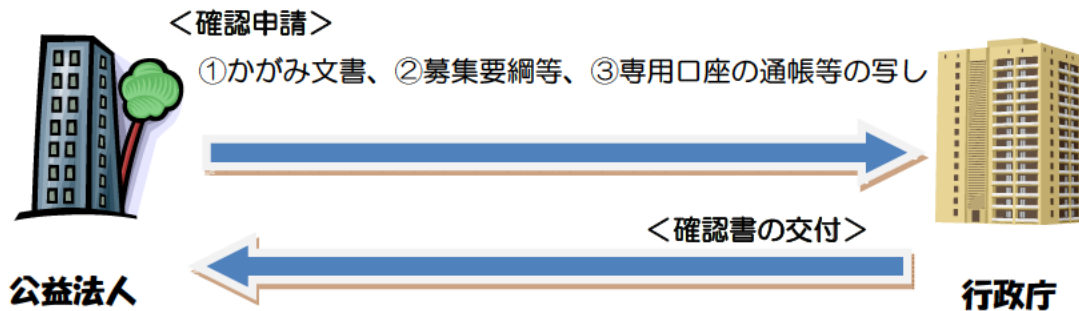 ＜確認申請＞
①かがみ文書、②募集要綱等、③専用口座の通帳等の写し
＜確認書の交付＞
公益法人
行政庁